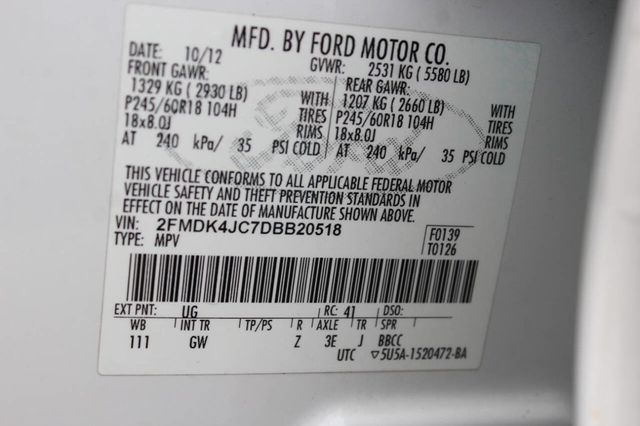 MFD. BY FORD MOTOR CO.
DATE: 10/12 GVWR: 2531 KG ( 5580 LB)
FRONT GAWR: REAR GAWR:
1329 KG ( 2930 LB) WITH 1207 KG ( 2660 LB) WITH
P245/60R18 104H TIRES P245/60R18 104H TIRES
18x8.0J RIMS 18x8.0J RIMS
AT 240 kPa/ 35 PSI COLD AT 240 kPa/ 35 PSI COLD
THIS VEHICLE CONFORMS TO ALL APPLICABLE FEDERAL MOTOR
VEHICLE SAFETY AND THEFT PREVENTION STANDARDS IN
EFFECT ON THE DATE OF MANUFACTURE SHOWN ABOVE.
VIN: 2FMDK4JC7DBB20518 F0139
TYPE: MPV T0126
EXT PNT: UG RC: 41 DSO:
WB INT TR TP/PS R AXLE TR SPR
111 GW Z 3E J BBCC
UTC ▽5U5A-1520472-BA